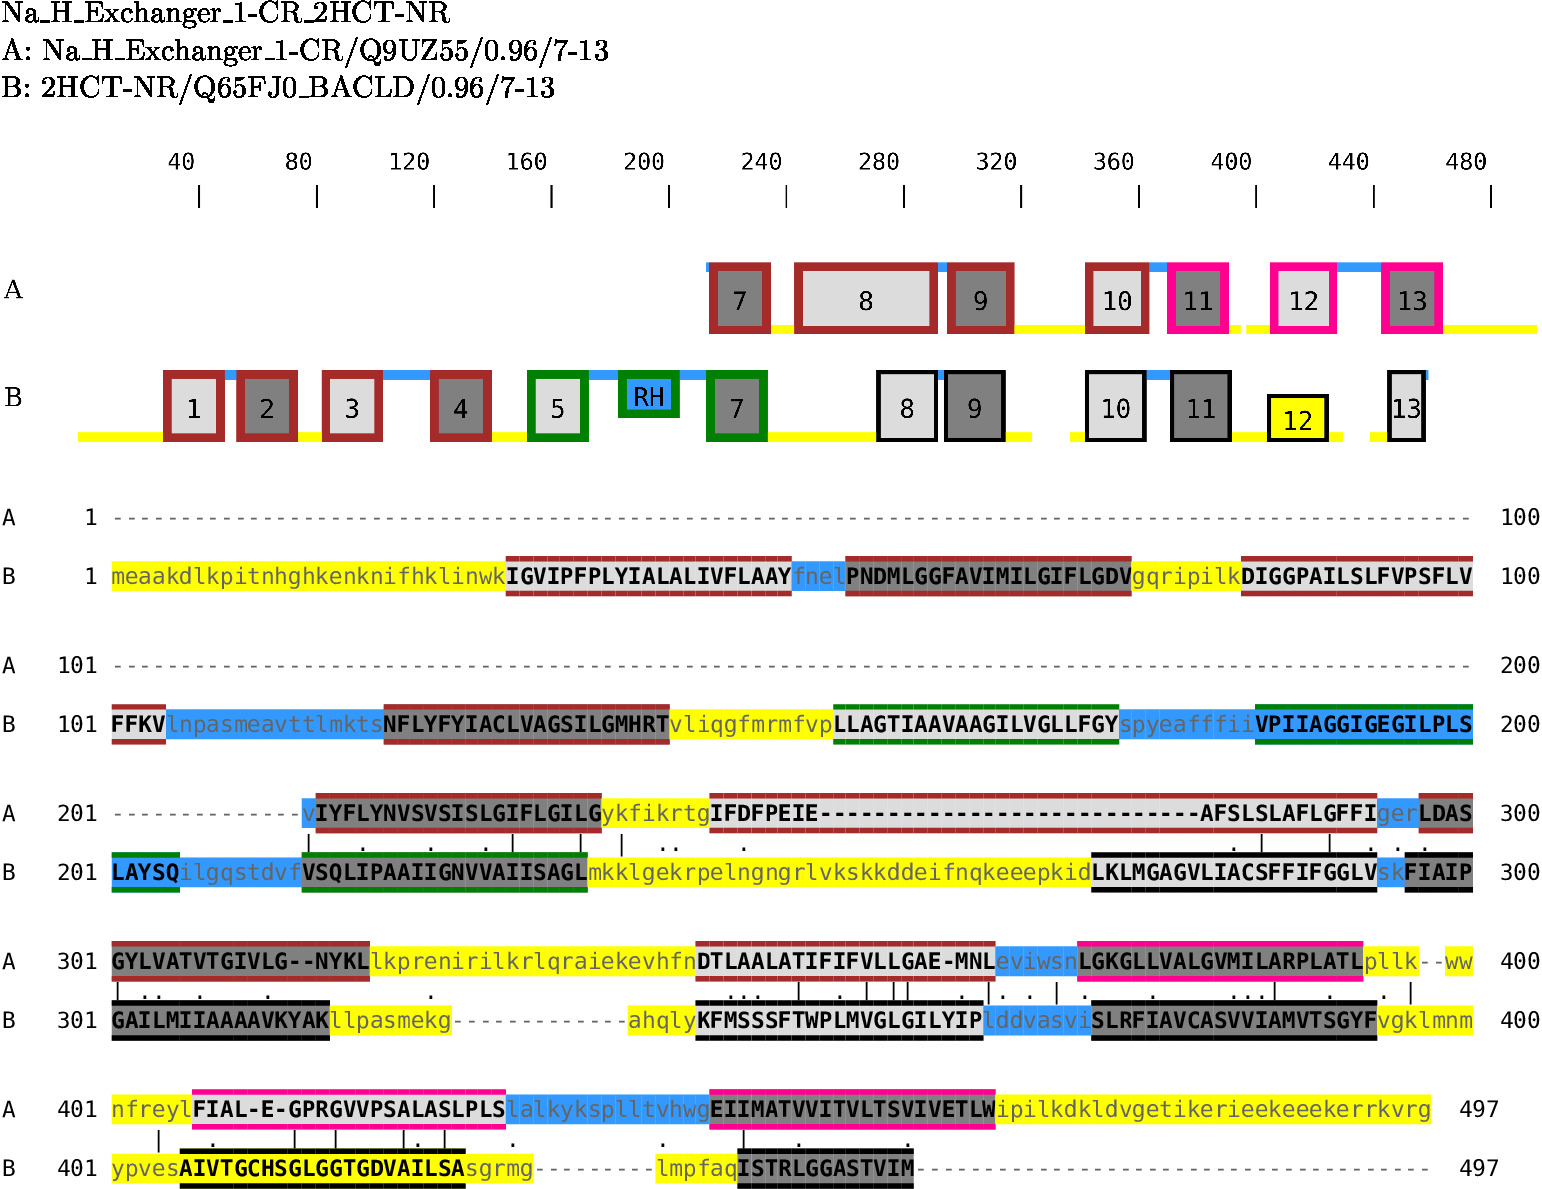 Na_H_Exchanger_1-CR_2HCT-NR
A: Na_H_Exchanger_1-CR/Q9UZ55/0.96/7-13
B: 2HCT-NR/Q65FJ0_BACLD/0.96/7-13
40 80 120 160 200 240 280 320 360 400 440 480
A 7 8 9 10 11 12 13
B 1 2 3 4 5 RH 7 8 9 10 11 12 13
A 1 ---------------------------------------------------------------------------------------------------- 100
B 1 meaakdlkpitnhghkenknifhklinwkIGVIPFPLYIALALIVFLAAYfnelPNDMLGGFAVIMILGIFLGDVgqripilkDIGGPAILSLFVPSFLV 100
A 101 ---------------------------------------------------------------------------------------------------- 200
B 101 FFKVlnpasmeavttlmktsNFLYFYIACLVAGSILGMHRTvliqgfmrmfvpLLAGTIAAVAAGILVGLLFGYspyeafffiiVPIIAGGIGEGILPLS 200
A 201 --------------vIYFLYNVSVSISLGIFLGILGykfikrtgIFDFPEIE----------------------------AFSLSLAFLGFFIgerLDAS 300
B 201 LAYSQilgqstdvfVSQLIPAAIIGNVVAIISAGLmkklgekrpelngngrlvkskkddeifnqkeeepkidLKLMGAGVLIACSFFIFGGLVskFIAIP 300
A 301 GYLVATVTGIVLG--NYKLlkprenirilkrlqraiekevhfnDTLAALATIFIFVLLGAE-MNLeviwsnLGKGLLVALGVMILARPLATLpllk--ww 400
B 301 GAILMIIAAAAVKYAKllpasmekg-------------ahqlyKFMSSSFTWPLMVGLGILYIPlddvasviSLRFIAVCASVVIAMVTSGYFvgklmnm 400
A 401 nfreylFIAL-E-GPRGVVPSALASLPLSlalkyksplltvhwgEIIMATVVITVLTSVIVETLWipilkdkldvgetikerieekeeekerrkvrg 497
B 401 ypvesAIVTGCHSGLGGTGDVAILSAsgrmg---------lmpfaqISTRLGGASTVIM-------------------------------------- 497